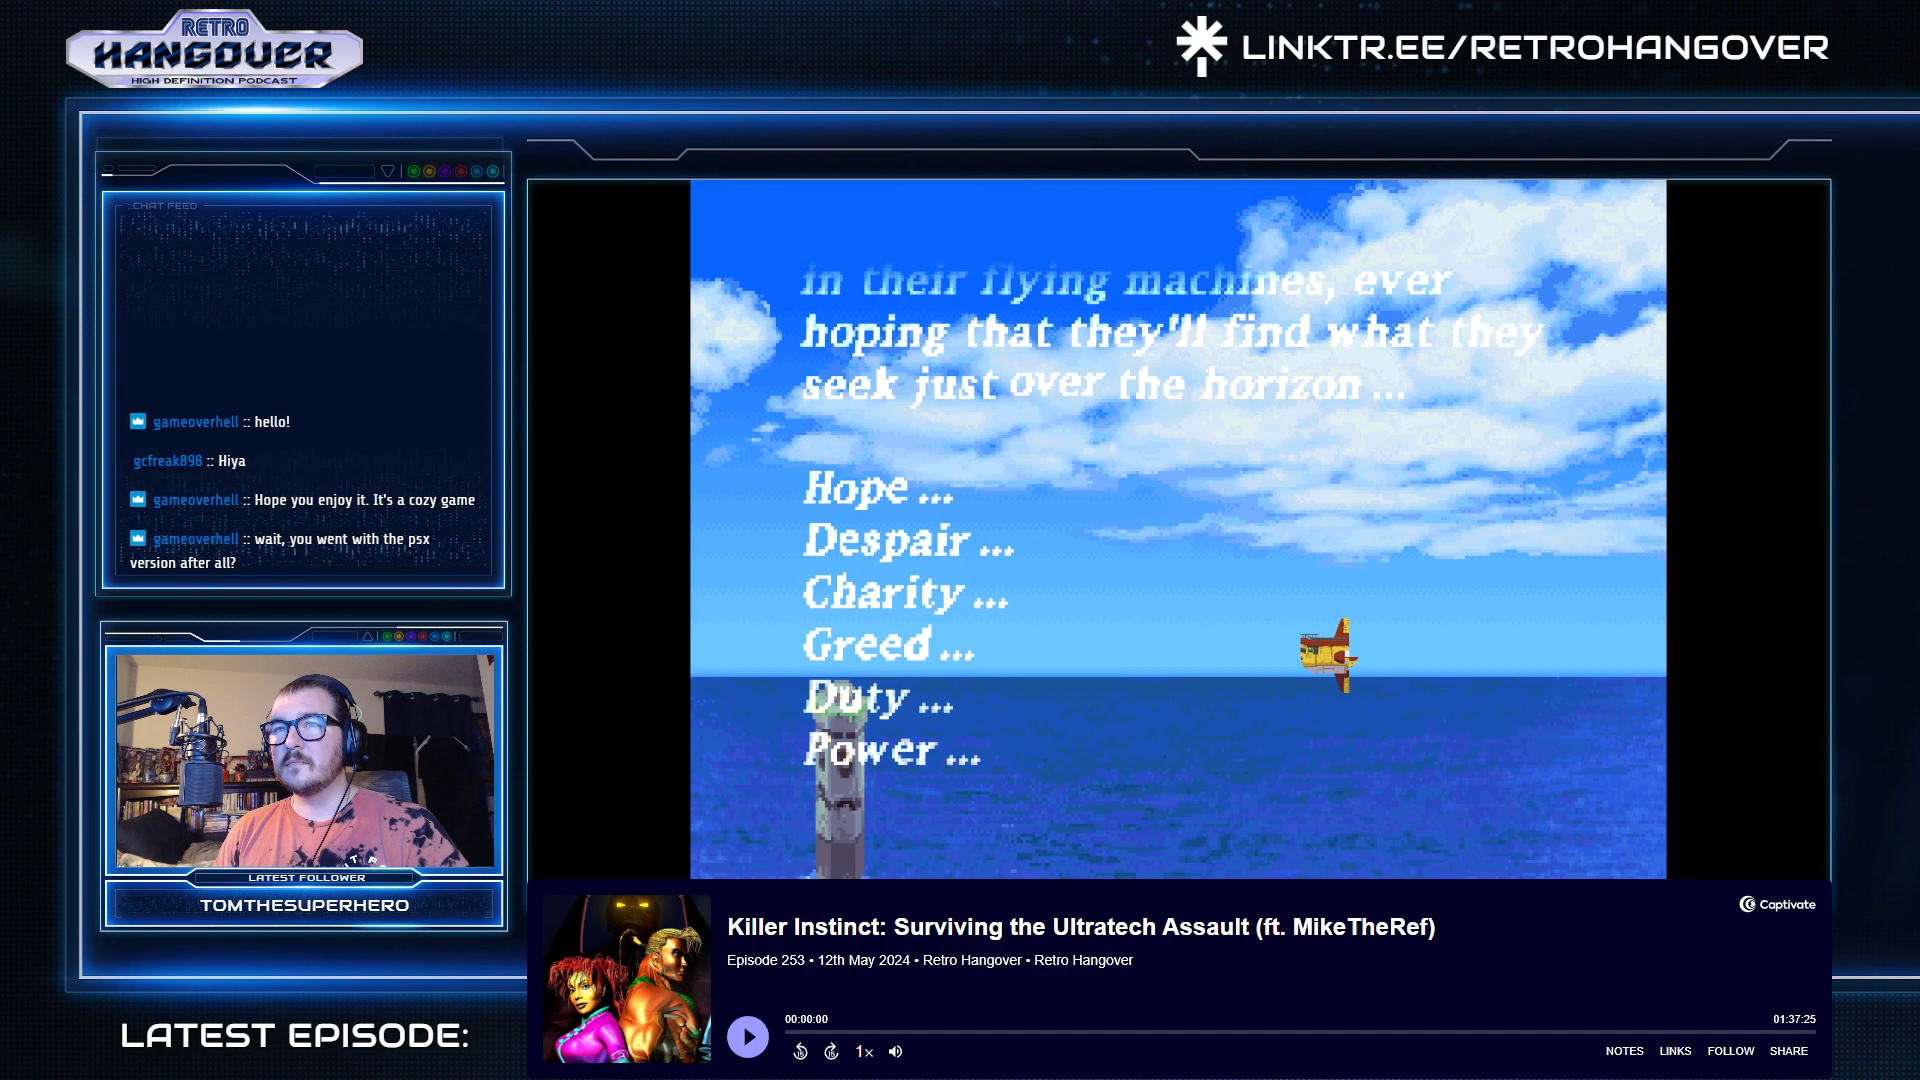 RETRO
HANGOVER
HIGH DEFINITION PODCAST
LINKTR.EE/RETROHANGOVER
::CHAT FEED
gameoverhell :: hello!
gcfreak898 :: Hiya
gameoverhell :: Hope you enjoy it. It's a cozy game
gameoverhell :: wait, you went with the psx
version after all?
in their flying machines, ever
hoping that they'll find what they
seek just over the horizon ...
Hope ...
Despair ...
Charity ...
Greed ...
Duty ...
Power ...
LATEST FOLLOWER
TOMTHESUPERHERO
LATEST EPISODE:
Killer Instinct: Surviving the Ultratech Assault (ft. MikeTheRef)
Episode 253 • 12th May 2024 • Retro Hangover • Retro Hangover
Captivate
00:00:00
01:37:25
15
15
1×
NOTES LINKS FOLLOW SHARE